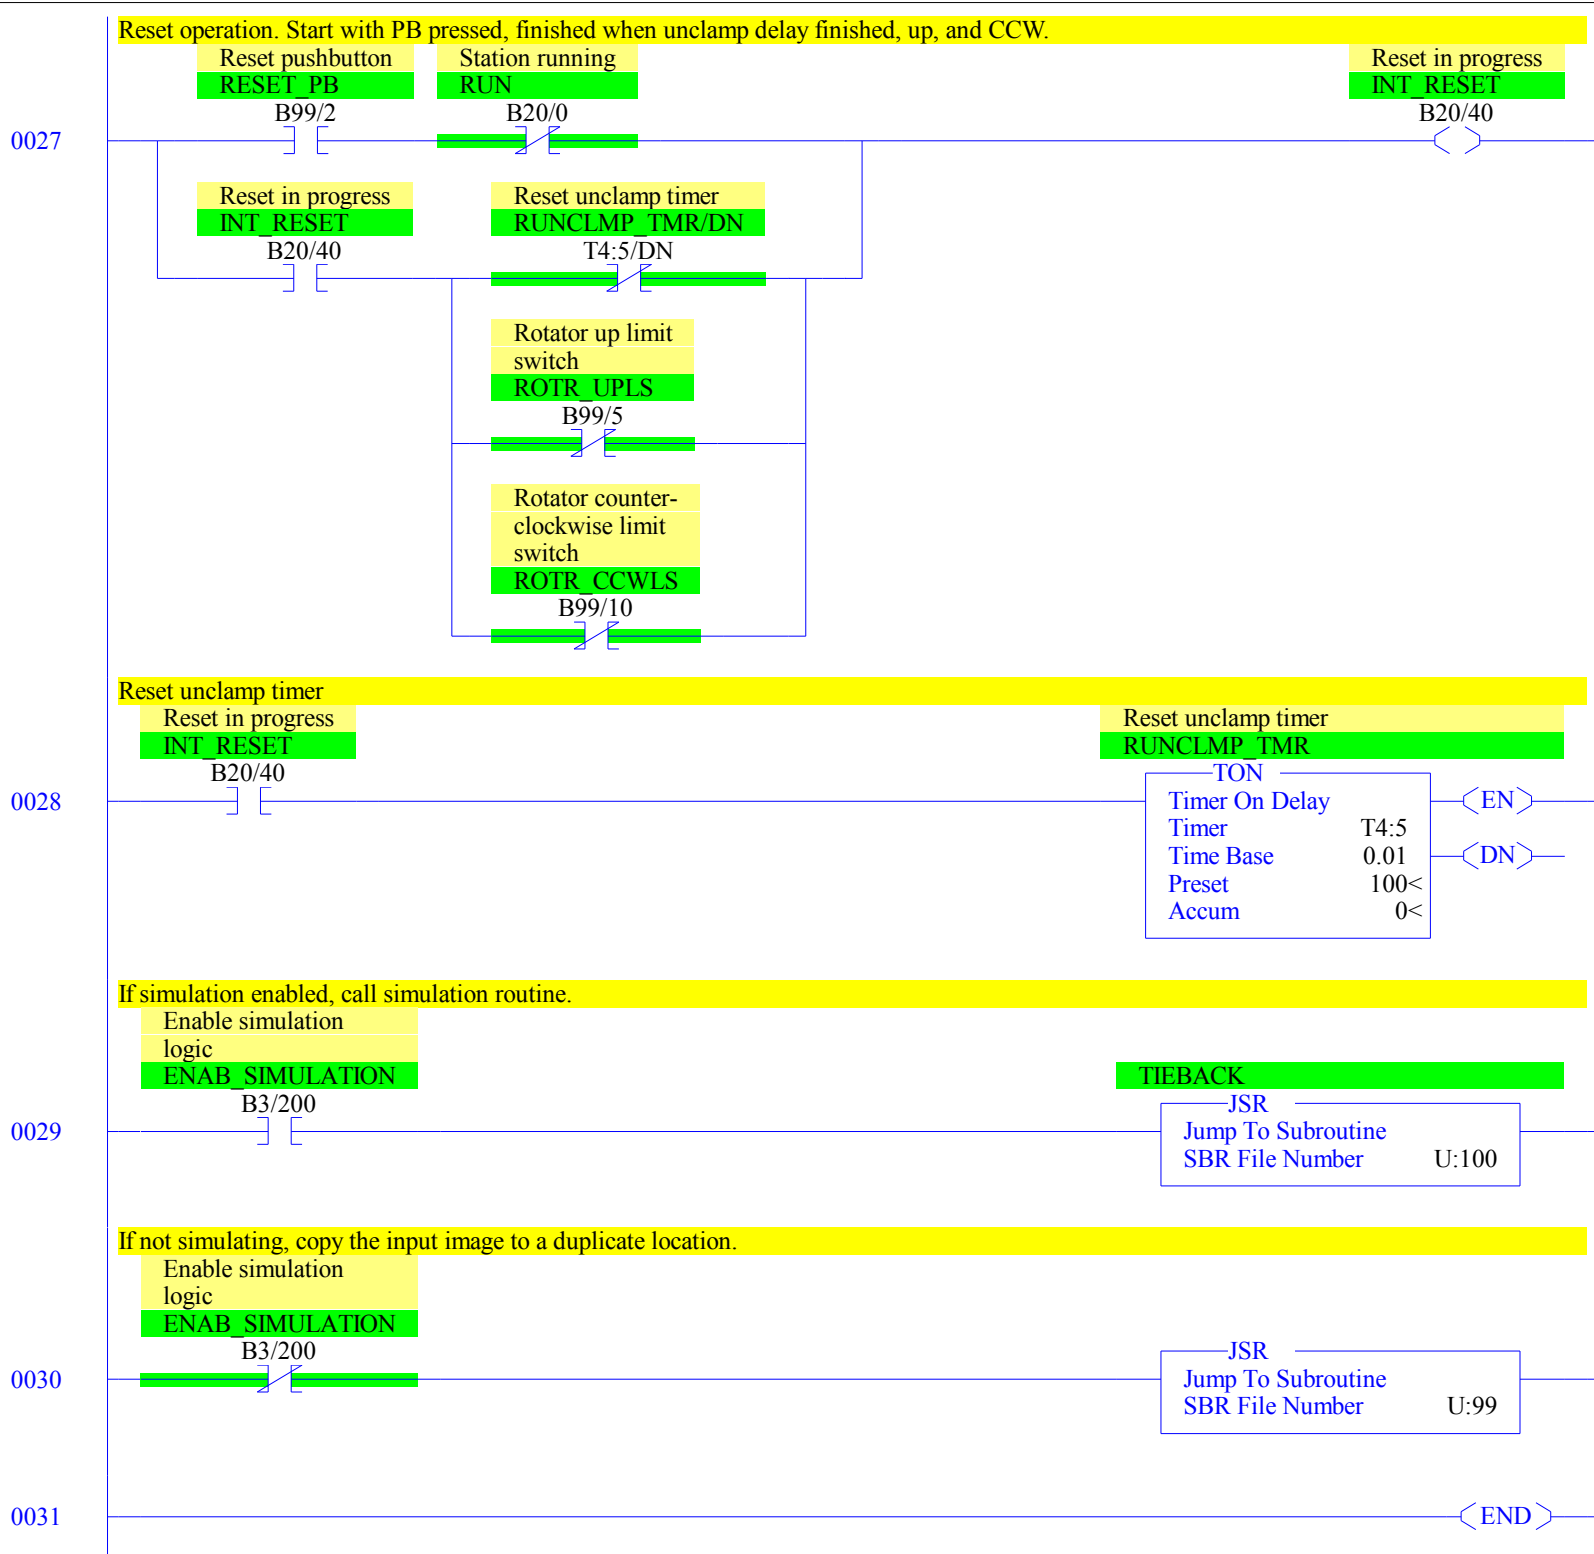 Reset operation. Start with PB pressed, finished when unclamp delay finished, up, and CCW.
Reset pushbutton
RESET_PB
B99/2
Station running
RUN
B20/0
Reset in progress
INT_RESET
B20/40
0027
Reset in progress
INT_RESET
B20/40
Reset unclamp timer
RUNCLMP_TMR/DN
T4:5/DN
Rotator up limit
switch
ROTR_UPLS
B99/5
Rotator counter-
clockwise limit
switch
ROTR_CCWLS
B99/10
Reset unclamp timer
Reset in progress
INT_RESET
B20/40
Reset unclamp timer
RUNCLMP_TMR
0028
TON
Timer On Delay
Timer T4:5
Time Base 0.01
Preset 100<
Accum 0<
EN
DN
If simulation enabled, call simulation routine.
Enable simulation
logic
ENAB_SIMULATION
B3/200
TIEBACK
0029
JSR
Jump To Subroutine
SBR File Number U:100
If not simulating, copy the input image to a duplicate location.
Enable simulation
logic
ENAB_SIMULATION
B3/200
0030
JSR
Jump To Subroutine
SBR File Number U:99
0031
END